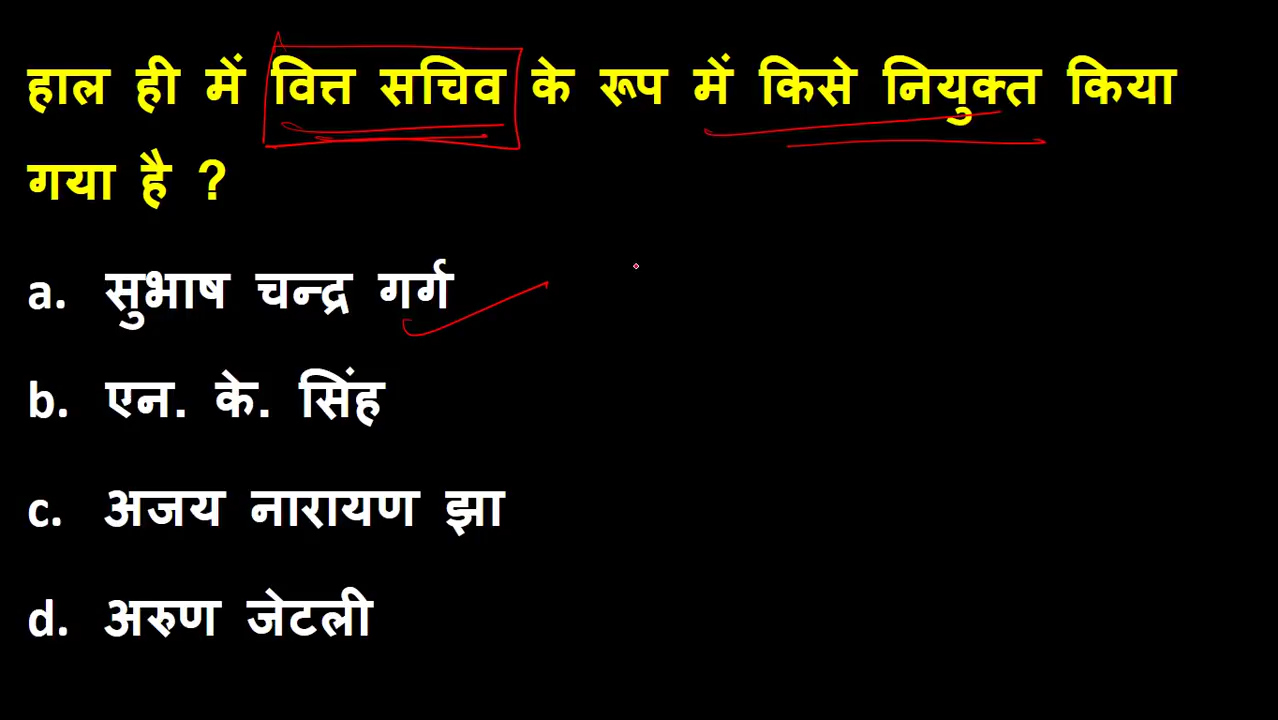 हाल ही में वित्त सचिव के रूप में किसे नियुक्त किया
गया है ?
a. सुभाष चन्द्र गर्ग
b. एन. के. सिंह
c. अजय नारायण झा
d. अरुण जेटली